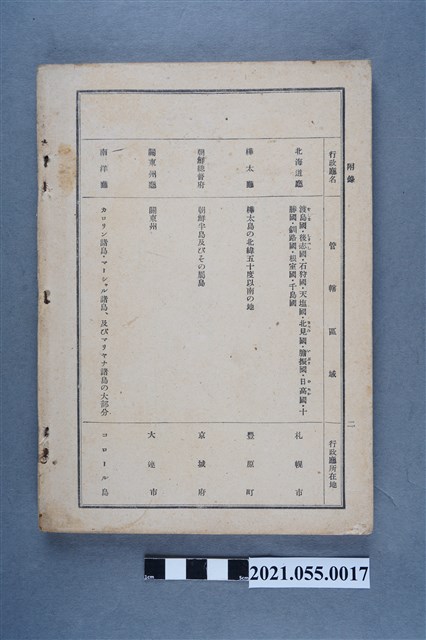 附錄
二
行政廳名
管轄區域
行政廳所在地
北海道廳
渡島國・後志國・石狩國・天塩國・北見國・膽振國・日高國・十
勝國・釧路國・根室國・千島國
札幌市
樺太廳
樺太島の北緯五十度以南の地
豊原町
朝鮮總督府
朝鮮半島及びその屬島
京城府
關東州廳
關東州
大連市
南洋廳
カロリン諸島・マーシャル諸島、及びマリヤナ諸島の大部分
コロール島
1cm
5cm
2021.055.0017